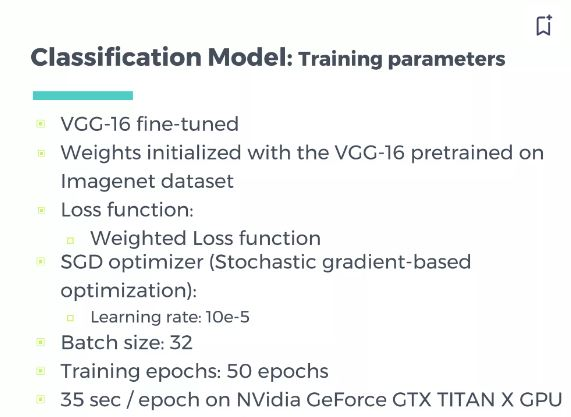 Classification Model: Training parameters
VGG-16 fine-tuned
Weights initialized with the VGG-16 pretrained on
Imagenet dataset
Loss function:
Weighted Loss function
SGD optimizer (Stochastic gradient-based
optimization):
Learning rate: 10e-5
Batch size: 32
Training epochs: 50 epochs
35 sec / epoch on NVidia GeForce GTX TITAN X GPU